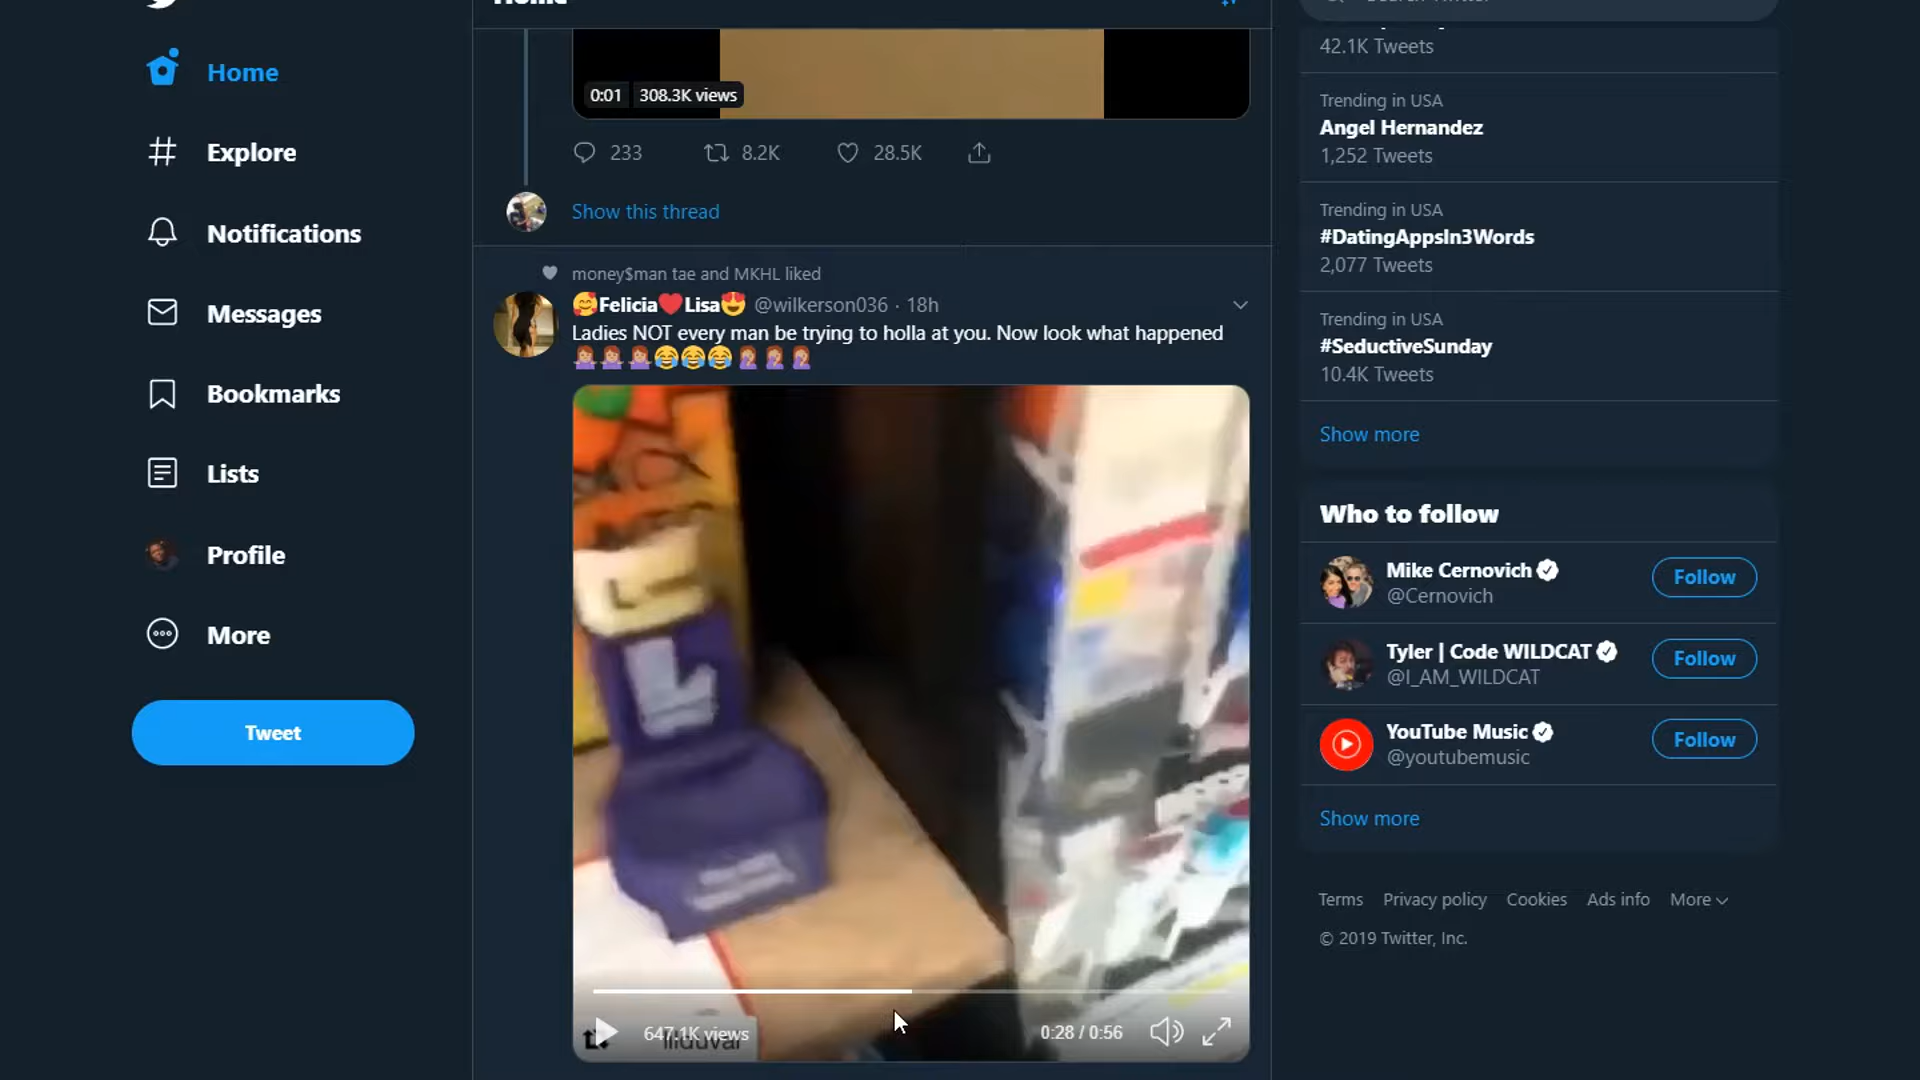 Home
Explore
Notifications
Messages
Bookmarks
Lists
Profile
More
Tweet
Home
0:01 308.3K views
233 8.2K 28.5K
Show this thread
money$man tae and MKHL liked
🥰Felicia❤️Lisa😍 @wilkerson036 · 18h
Ladies NOT every man be trying to holla at you. Now look what happened
🤷🏽‍♀️🤷🏽‍♀️🤷🏽‍♀️😂😂😂🤦🏽‍♀️🤦🏽‍♀️🤦🏽‍♀️
647.1K views 0:28 / 0:56
lilduval
42.1K Tweets
Trending in USA
Angel Hernandez
1,252 Tweets
Trending in USA
#DatingAppsIn3Words
2,077 Tweets
Trending in USA
#SeductiveSunday
10.4K Tweets
Show more
Who to follow
Mike Cernovich
@Cernovich
Follow
Tyler | Code WILDCAT
@I_AM_WILDCAT
Follow
YouTube Music
@youtubemusic
Follow
Show more
Terms Privacy policy Cookies Ads info More
© 2019 Twitter, Inc.